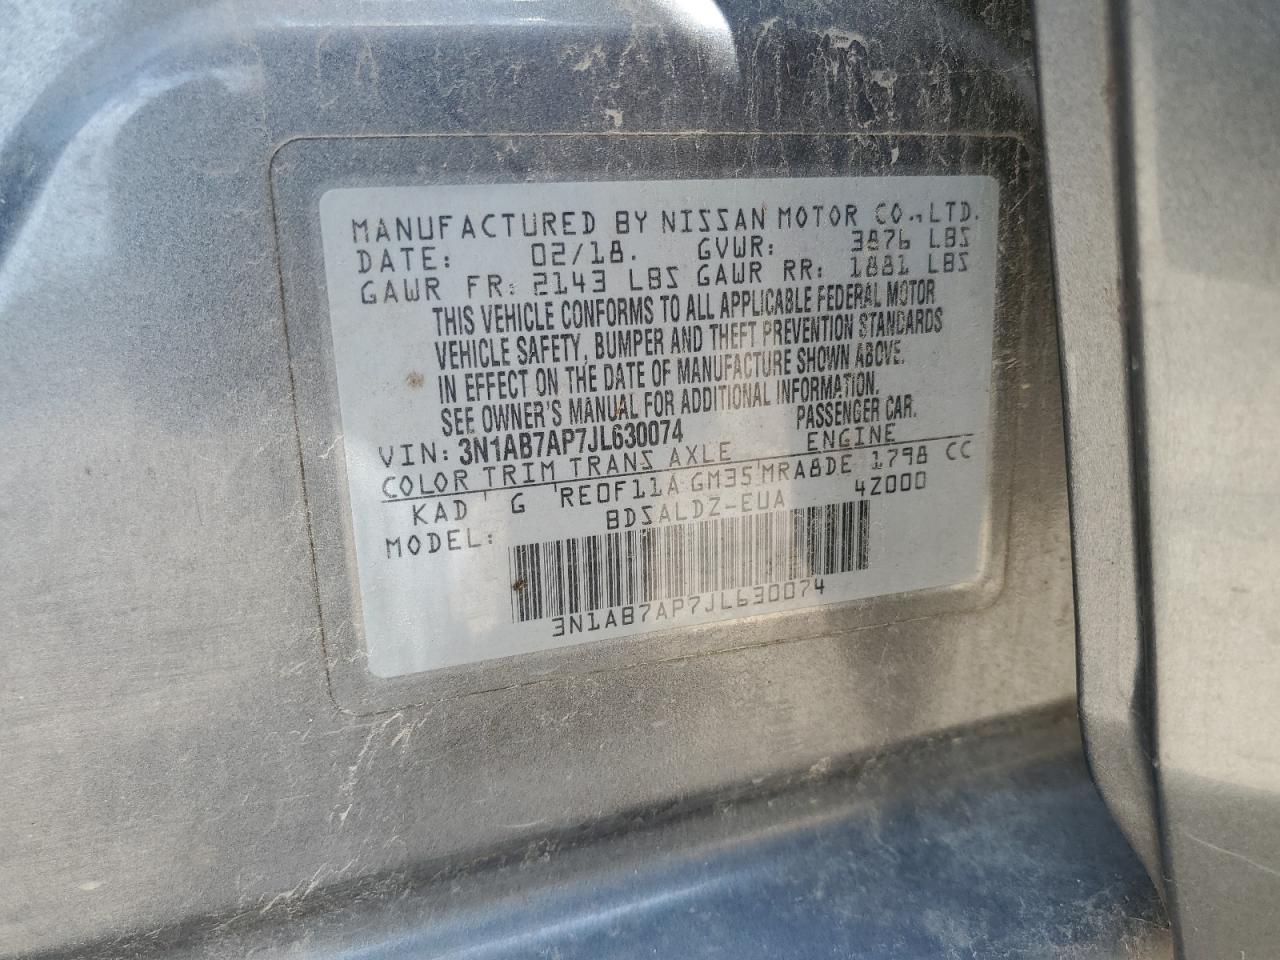 MANUFACTURED BY NISSAN MOTOR CO., LTD.
DATE: 02/18. GVWR: 3876 LBS
GAWR FR: 2143 LBS GAWR RR: 1881 LBS
THIS VEHICLE CONFORMS TO ALL APPLICABLE FEDERAL MOTOR
VEHICLE SAFETY, BUMPER AND THEFT PREVENTION STANDARDS
IN EFFECT ON THE DATE OF MANUFACTURE SHOWN ABOVE.
SEE OWNER'S MANUAL FOR ADDITIONAL INFORMATION.
VIN: 3N1AB7AP7JL630074 PASSENGER CAR.
COLOR TRIM TRANS AXLE ENGINE
KAD G RE0F11A GM35 MRA8DE 1798 CC
MODEL: BDSALDZ-EUA 4Z000
3N1AB7AP7JL630074